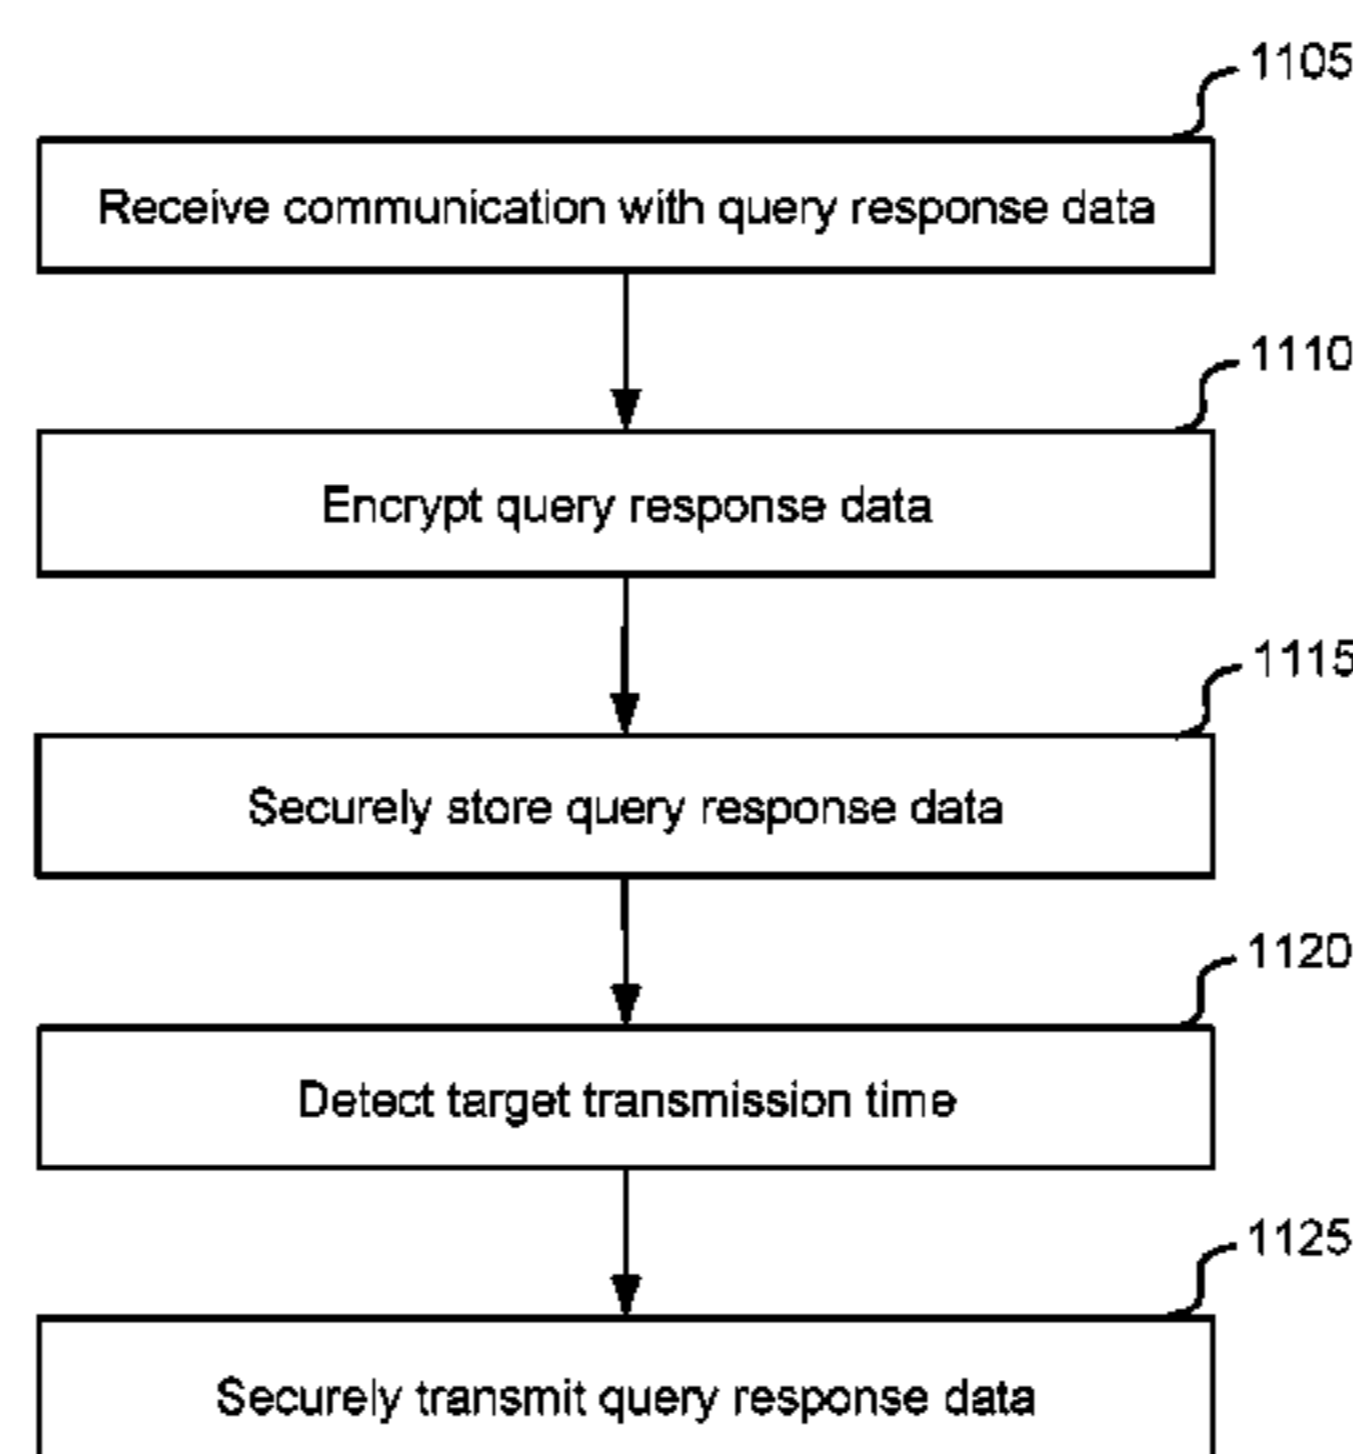 1105
Receive communication with query response data
1110
Encrypt query response data
1115
Securely store query response data
1120
Detect target transmission time
1125
Securely transmit query response data